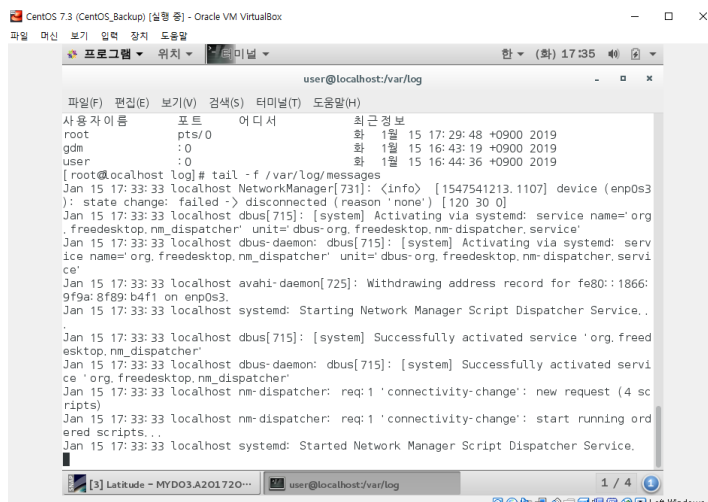 CentOS 7.3 (CentOS_Backup) [실행 중] - Oracle VM VirtualBox
파일 머신 보기 입력 장치 도움말
프로그램 위치 터미널 한 (화) 17:35
user@localhost:/var/log
파일(F) 편집(E) 보기(V) 검색(S) 터미널(T) 도움말(H)
사용자이름 포트 어디서 최근정보
root pts/0 화 1월 15 17:29:48 +0900 2019
gdm :0 화 1월 15 16:43:19 +0900 2019
user :0 화 1월 15 16:44:36 +0900 2019
[root@localhost log]# tail -f /var/log/messages
Jan 15 17:33:33 localhost NetworkManager[731]: <info> [1547541213.1107] device (enp0s3
): state change: failed -> disconnected (reason 'none') [120 30 0]
Jan 15 17:33:33 localhost dbus[715]: [system] Activating via systemd: service name='org
.freedesktop.nm_dispatcher' unit='dbus-org.freedesktop.nm-dispatcher.service'
Jan 15 17:33:33 localhost dbus-daemon: dbus[715]: [system] Activating via systemd: serv
ice name='org.freedesktop.nm_dispatcher' unit='dbus-org.freedesktop.nm-dispatcher.servi
ce'
Jan 15 17:33:33 localhost avahi-daemon[725]: Withdrawing address record for fe80::1866:
9f9a:8f89:b4f1 on enp0s3.
Jan 15 17:33:33 localhost systemd: Starting Network Manager Script Dispatcher Service..
.
Jan 15 17:33:33 localhost dbus[715]: [system] Successfully activated service 'org.freed
esktop.nm_dispatcher'
Jan 15 17:33:33 localhost dbus-daemon: dbus[715]: [system] Successfully activated servi
ce 'org.freedesktop.nm_dispatcher'
Jan 15 17:33:33 localhost nm-dispatcher: req:1 'connectivity-change': new request (4 sc
ripts)
Jan 15 17:33:33 localhost nm-dispatcher: req:1 'connectivity-change': start running ord
ered scripts...
Jan 15 17:33:33 localhost systemd: Started Network Manager Script Dispatcher Service.
[3] Latitude - MYDO3.A201720… user@localhost:/var/log 1 / 4 1
Left Windows